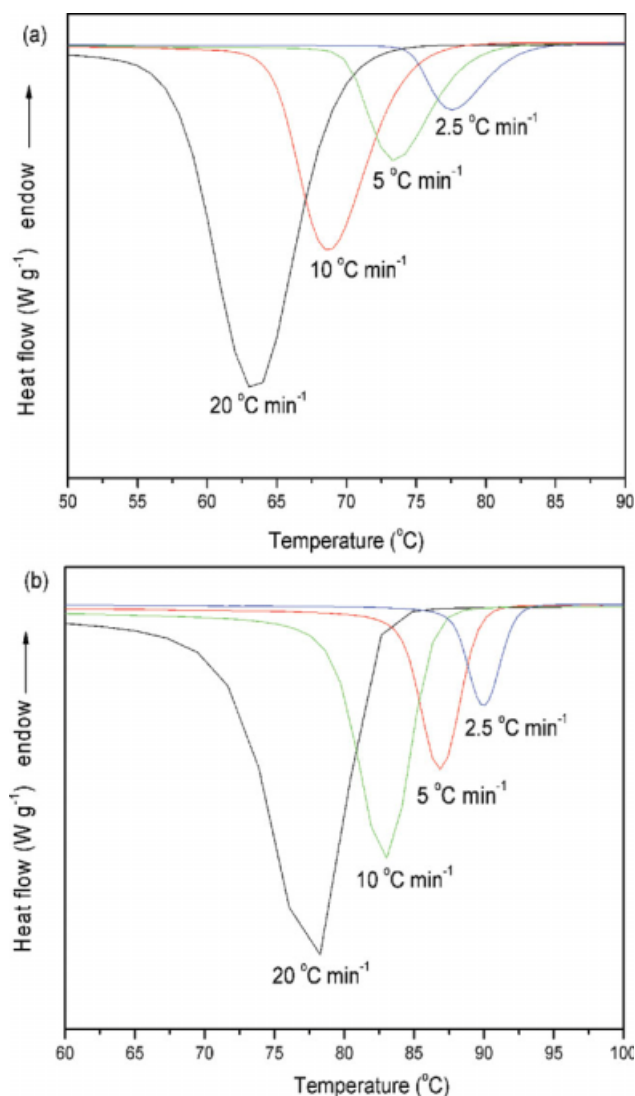 (a)
2.5 °C min⁻¹
5 °C min⁻¹
10 °C min⁻¹
20 °C min⁻¹
Heat flow (W g⁻¹) endow
50 55 60 65 70 75 80 85 90
Temperature (°C)
(b)
2.5 °C min⁻¹
5 °C min⁻¹
10 °C min⁻¹
20 °C min⁻¹
Heat flow (W g⁻¹) endow
60 65 70 75 80 85 90 95 100
Temperature (°C)